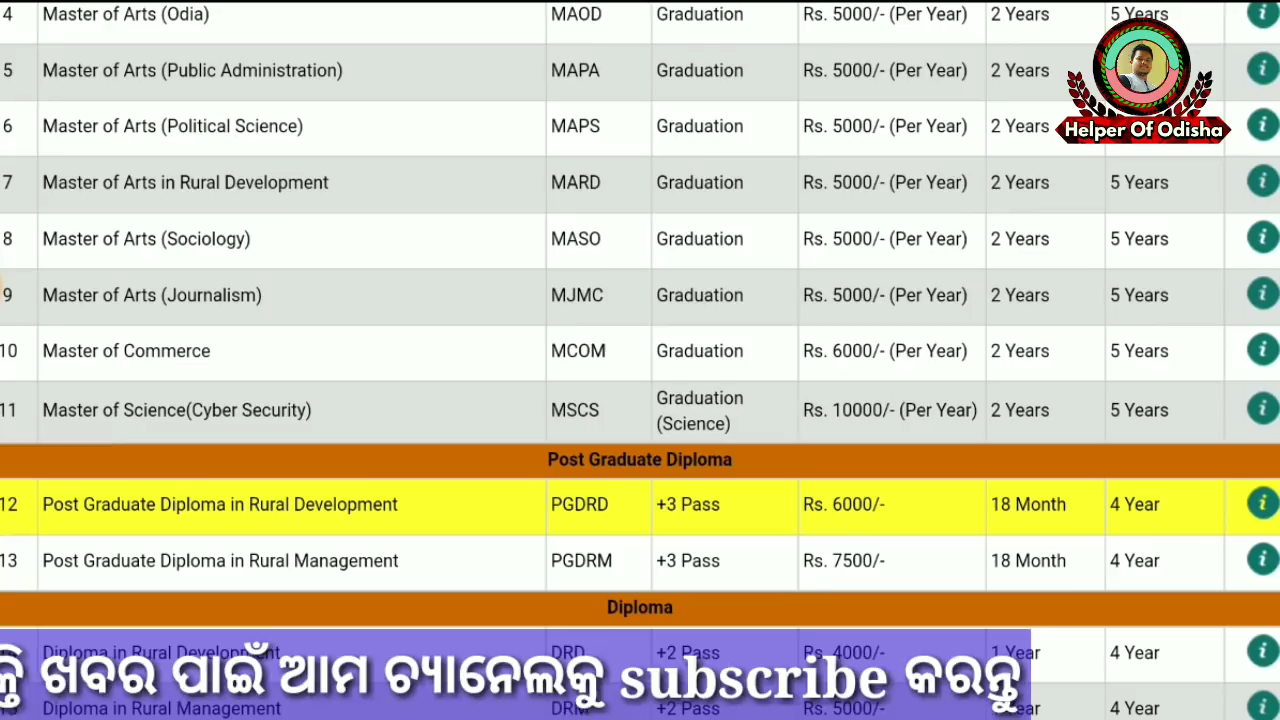 4 Master of Arts (Odia) MAOD Graduation Rs. 5000/- (Per Year) 2 Years 5 Years
5 Master of Arts (Public Administration) MAPA Graduation Rs. 5000/- (Per Year) 2 Years
6 Master of Arts (Political Science) MAPS Graduation Rs. 5000/- (Per Year) 2 Years
Helper Of Odisha
7 Master of Arts in Rural Development MARD Graduation Rs. 5000/- (Per Year) 2 Years 5 Years
8 Master of Arts (Sociology) MASO Graduation Rs. 5000/- (Per Year) 2 Years 5 Years
9 Master of Arts (Journalism) MJMC Graduation Rs. 5000/- (Per Year) 2 Years 5 Years
10 Master of Commerce MCOM Graduation Rs. 6000/- (Per Year) 2 Years 5 Years
11 Master of Science(Cyber Security) MSCS Graduation (Science) Rs. 10000/- (Per Year) 2 Years 5 Years
Post Graduate Diploma
12 Post Graduate Diploma in Rural Development PGDRD +3 Pass Rs. 6000/- 18 Month 4 Year
13 Post Graduate Diploma in Rural Management PGDRM +3 Pass Rs. 7500/- 18 Month 4 Year
Diploma
Diploma in Rural Development DRD +2 Pass Rs. 4000/- 1 Year 4 Year
ଖବର ପାଇଁ ଆମ ଚ୍ୟାନେଲକୁ subscribe କରନ୍ତୁ
Diploma in Rural Management DRM +2 Pass Rs. 5000/- 4 Year